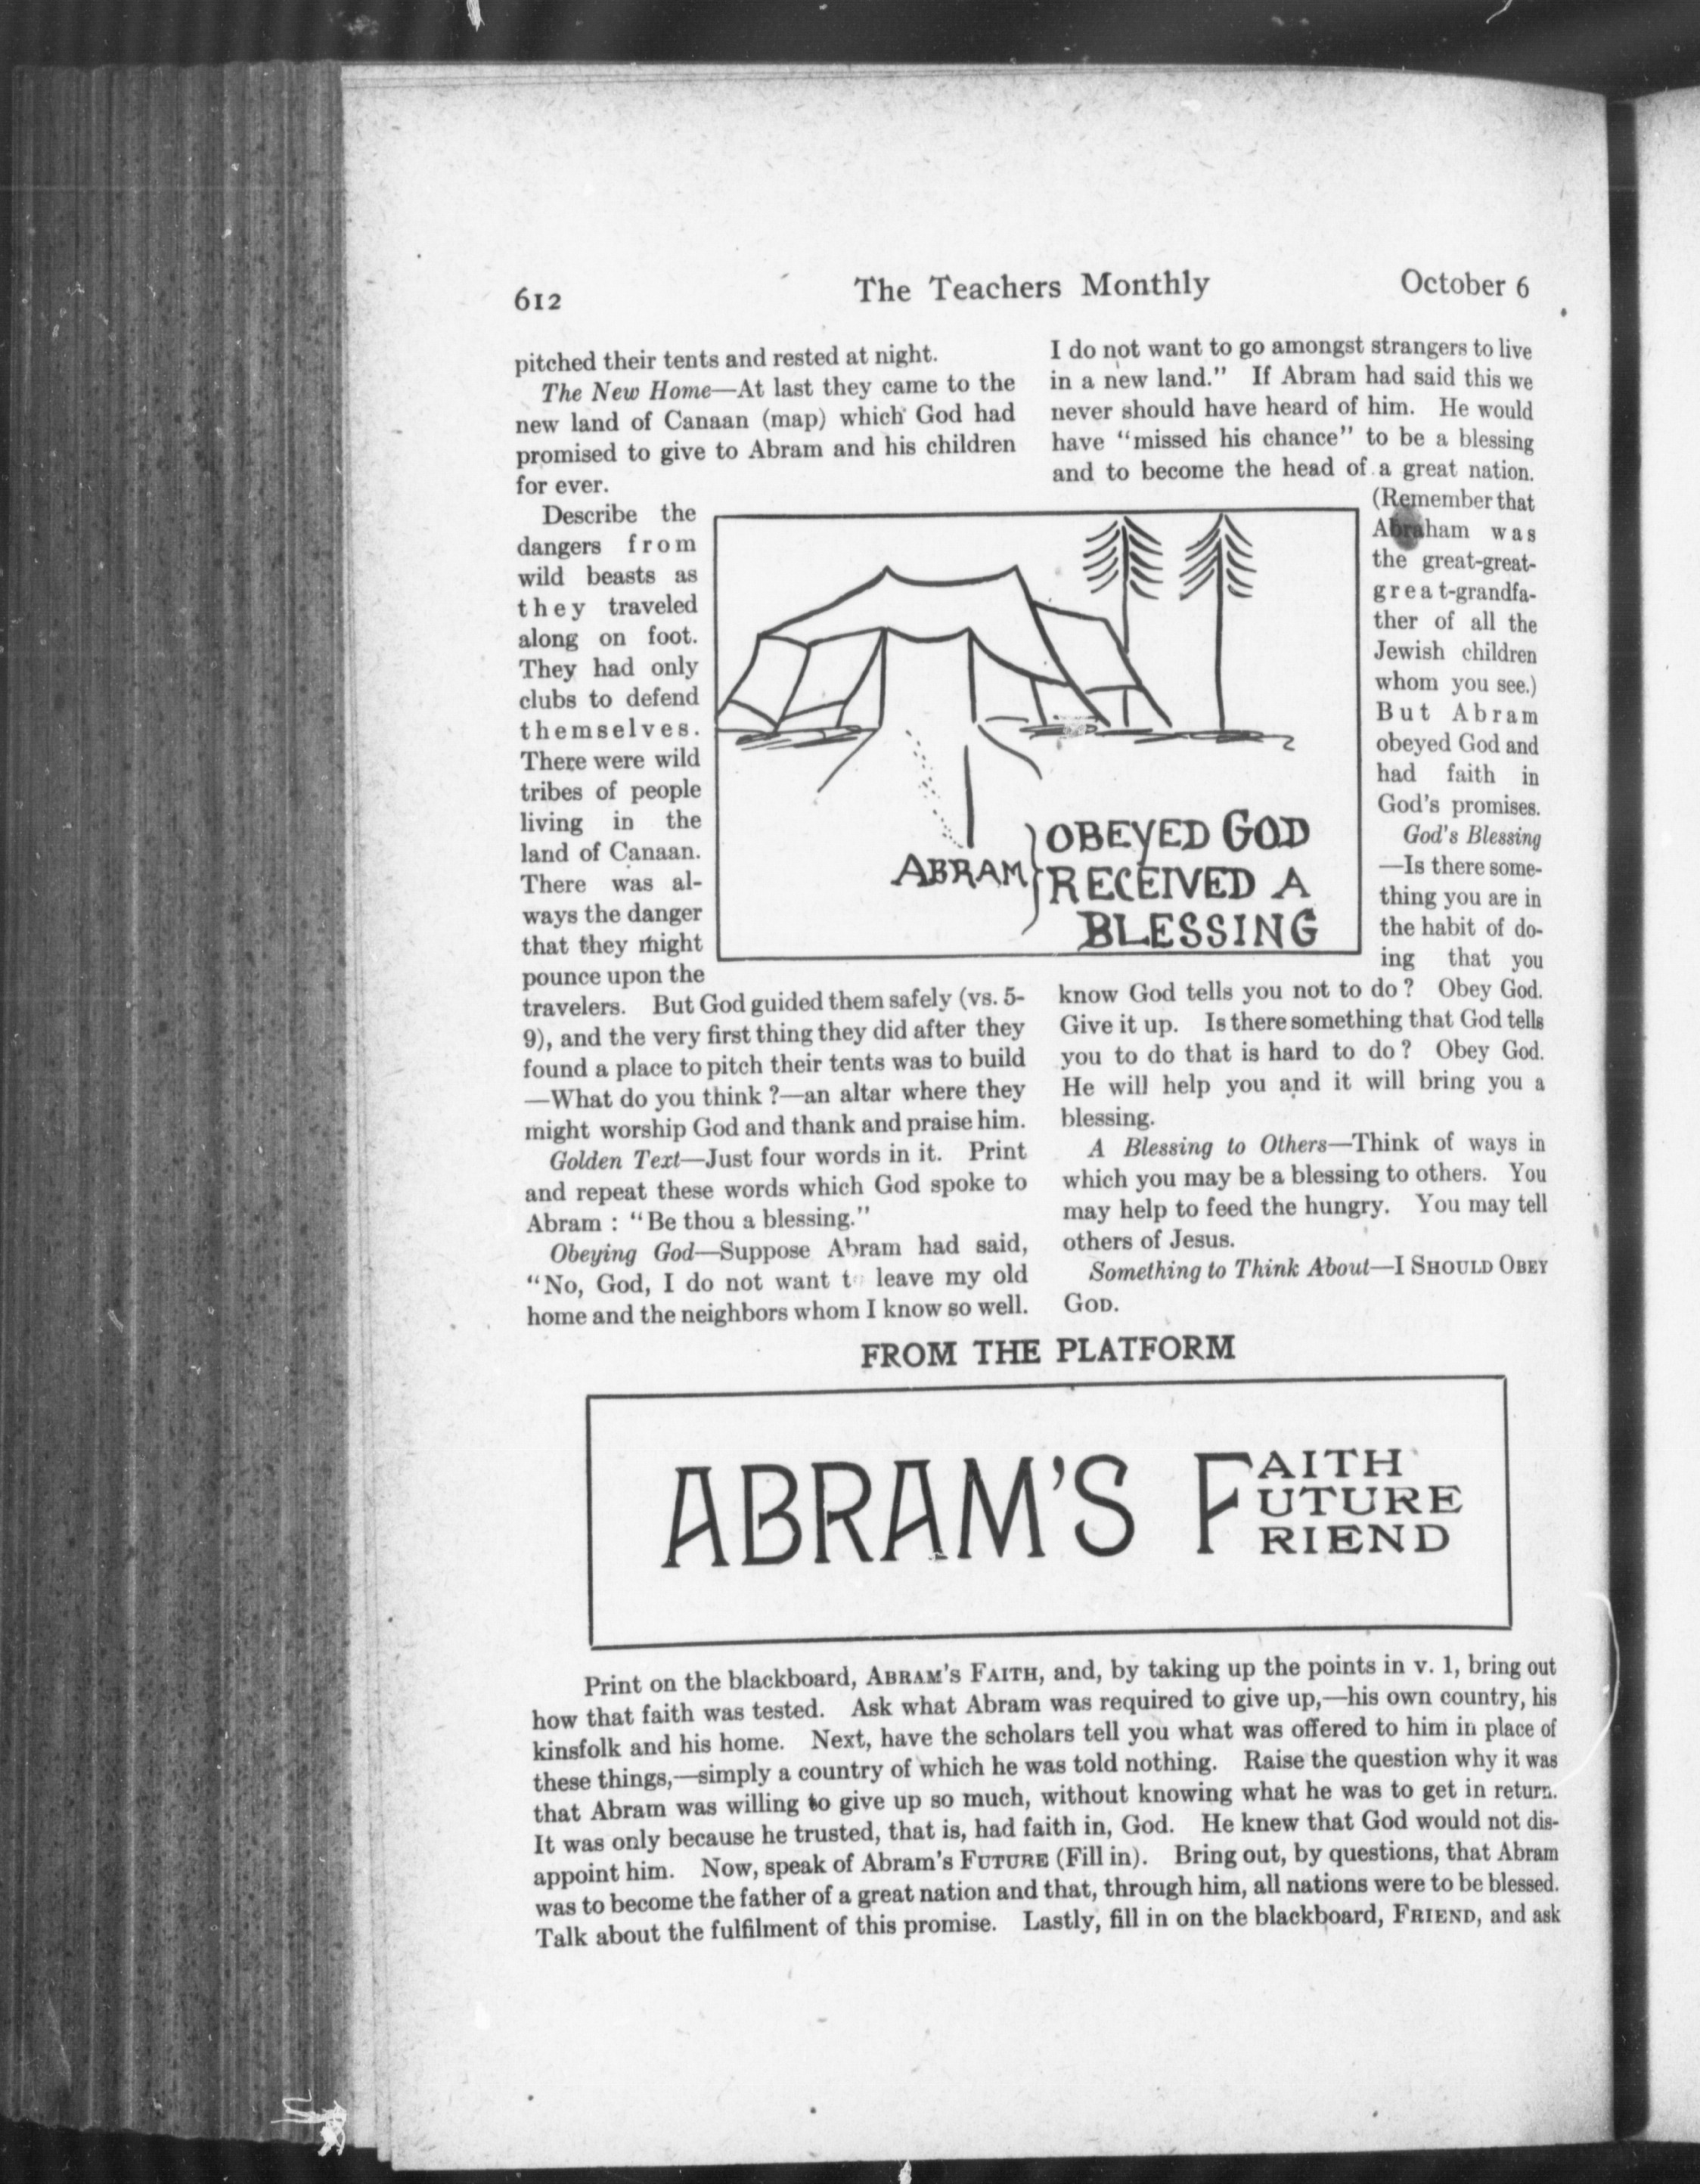 612
The Teachers Monthly
October 6
pitched their tents and rested at night.
The New Home—At last they came to the
new land of Canaan (map) which God had
promised to give to Abram and his children
for ever.
Describe the
dangers from
wild beasts as
they traveled
along on foot.
They had only
clubs to defend
themselves.
There were wild
tribes of people
living in the
land of Canaan.
There was al-
ways the danger
that they might
pounce upon the
travelers. But God guided them safely (vs. 5-
9), and the very first thing they did after they
found a place to pitch their tents was to build
—What do you think ?—an altar where they
might worship God and thank and praise him.
Golden Text—Just four words in it. Print
and repeat these words which God spoke to
Abram : "Be thou a blessing."
Obeying God—Suppose Abram had said,
"No, God, I do not want to leave my old
home and the neighbors whom I know so well.
I do not want to go amongst strangers to live
in a new land." If Abram had said this we
never should have heard of him. He would
have "missed his chance" to be a blessing
and to become the head of a great nation.
(Remember that
Abraham was
the great-great-
great-grandfa-
ther of all the
Jewish children
whom you see.)
But Abram
obeyed God and
had faith in
God's promises.
God's Blessing
—Is there some-
thing you are in
the habit of do-
ing that you
know God tells you not to do ? Obey God.
Give it up. Is there something that God tells
you to do that is hard to do ? Obey God.
He will help you and it will bring you a
blessing.
A Blessing to Others—Think of ways in
which you may be a blessing to others. You
may help to feed the hungry. You may tell
others of Jesus.
Something to Think About—I SHOULD OBEY
GOD.
OBEYED GOD
ABRAM
RECEIVED A
BLESSING
FROM THE PLATFORM
ABRAM'S FAITH
UTURE
RIEND
Print on the blackboard, ABRAM'S FAITH, and, by taking up the points in v. 1, bring out
how that faith was tested. Ask what Abram was required to give up,—his own country, his
kinsfolk and his home. Next, have the scholars tell you what was offered to him in place of
these things,—simply a country of which he was told nothing. Raise the question why it was
that Abram was willing to give up so much, without knowing what he was to get in return.
It was only because he trusted, that is, had faith in, God. He knew that God would not dis-
appoint him. Now, speak of Abram's FUTURE (Fill in). Bring out, by questions, that Abram
was to become the father of a great nation and that, through him, all nations were to be blessed.
Talk about the fulfilment of this promise. Lastly, fill in on the blackboard, FRIEND, and ask